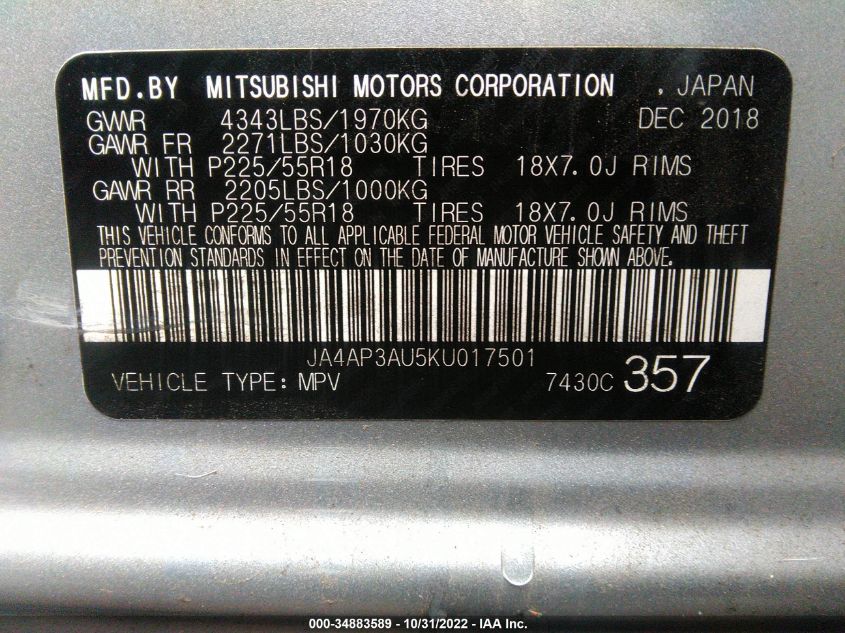 MFD.BY MITSUBISHI MOTORS CORPORATION , JAPAN
GVWR 4343LBS/1970KG DEC 2018
GAWR FR 2271LBS/1030KG
WITH P225/55R18 TIRES 18X7.0J RIMS
GAWR RR 2205LBS/1000KG
WITH P225/55R18 TIRES 18X7.0J RIMS
THIS VEHICLE CONFORMS TO ALL APPLICABLE FEDERAL MOTOR VEHICLE SAFETY AND THEFT
PREVENTION STANDARDS IN EFFECT ON THE DATE OF MANUFACTURE SHOWN ABOVE.
JA4AP3AU5KU017501
VEHICLE TYPE: MPV 7430C 357
000-34883589 - 10/31/2022 - IAA Inc.